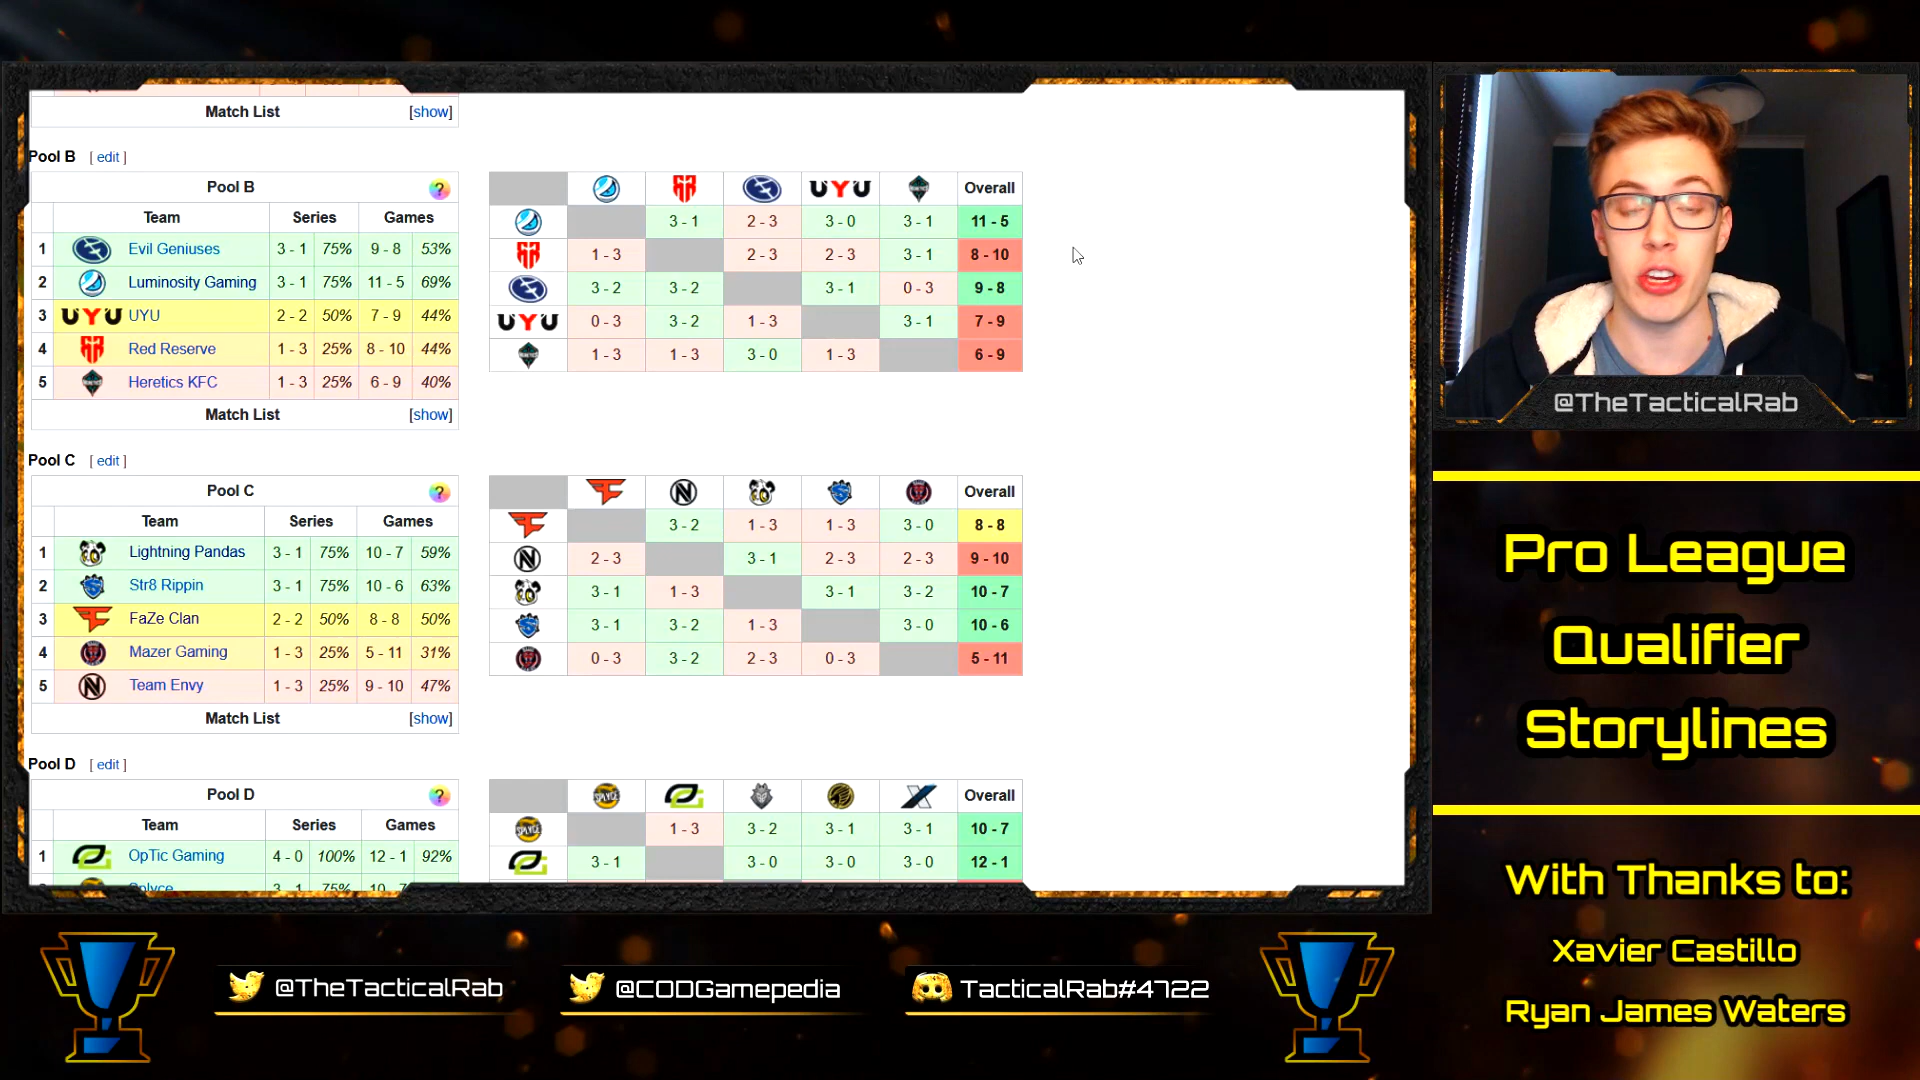 Match List [show]
Pool B [ edit ]
Pool B ?
Team Series Games
1 Evil Geniuses 3 - 1 75% 9 - 8 53%
2 Luminosity Gaming 3 - 1 75% 11 - 5 69%
3 UYU UYU 2 - 2 50% 7 - 9 44%
4 Red Reserve 1 - 3 25% 8 - 10 44%
5 Heretics KFC 1 - 3 25% 6 - 9 40%
Match List [show]
UYU Overall
3 - 1 2 - 3 3 - 0 3 - 1 11 - 5
1 - 3 2 - 3 2 - 3 3 - 1 8 - 10
3 - 2 3 - 2 3 - 1 0 - 3 9 - 8
UYU 0 - 3 3 - 2 1 - 3 3 - 1 7 - 9
1 - 3 1 - 3 3 - 0 1 - 3 6 - 9
Pool C [ edit ]
Pool C ?
Team Series Games
1 Lightning Pandas 3 - 1 75% 10 - 7 59%
2 Str8 Rippin 3 - 1 75% 10 - 6 63%
3 FaZe Clan 2 - 2 50% 8 - 8 50%
4 Mazer Gaming 1 - 3 25% 5 - 11 31%
5 Team Envy 1 - 3 25% 9 - 10 47%
Match List [show]
Overall
3 - 2 1 - 3 1 - 3 3 - 0 8 - 8
2 - 3 3 - 1 2 - 3 2 - 3 9 - 10
3 - 1 1 - 3 3 - 1 3 - 2 10 - 7
3 - 1 3 - 2 1 - 3 3 - 0 10 - 6
0 - 3 3 - 2 2 - 3 0 - 3 5 - 11
Pool D [ edit ]
Pool D ?
Team Series Games
1 OpTic Gaming 4 - 0 100% 12 - 1 92%
Splyce 3 - 1 75% 10 - 7
SPLYCE Overall
SPLYCE 1 - 3 3 - 2 3 - 1 3 - 1 10 - 7
3 - 1 3 - 0 3 - 0 3 - 0 12 - 1
@TheTacticalRab
Pro League
Qualifier
Storylines
With Thanks to:
Xavier Castillo
Ryan James Waters
@TheTacticalRab
@CODGamepedia
TacticalRab#4722